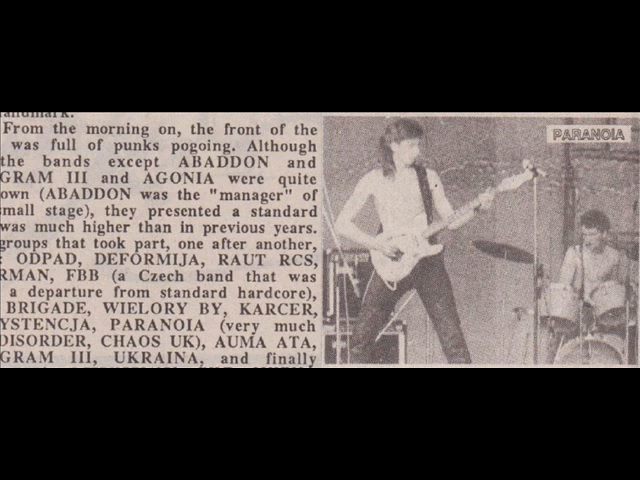 From the morning on, the front of the
was full of punks pogoing. Although
the bands except ABADDON and
GRAM III and AGONIA were quite
own (ABADDON was the "manager" of
small stage), they presented a standard
was much higher than in previous years.
groups that took part, one after another,
: ODPAD, DEFORMIJA, RAUT RCS,
RMAN, FBB (a Czech band that was
a departure from standard hardcore),
BRIGADE, WIELORY BY, KARCER,
YSTENCJA, PARANOIA (very much
DISORDER, CHAOS UK), AUMA ATA,
GRAM III, UKRAINA, and finally
PARANOIA